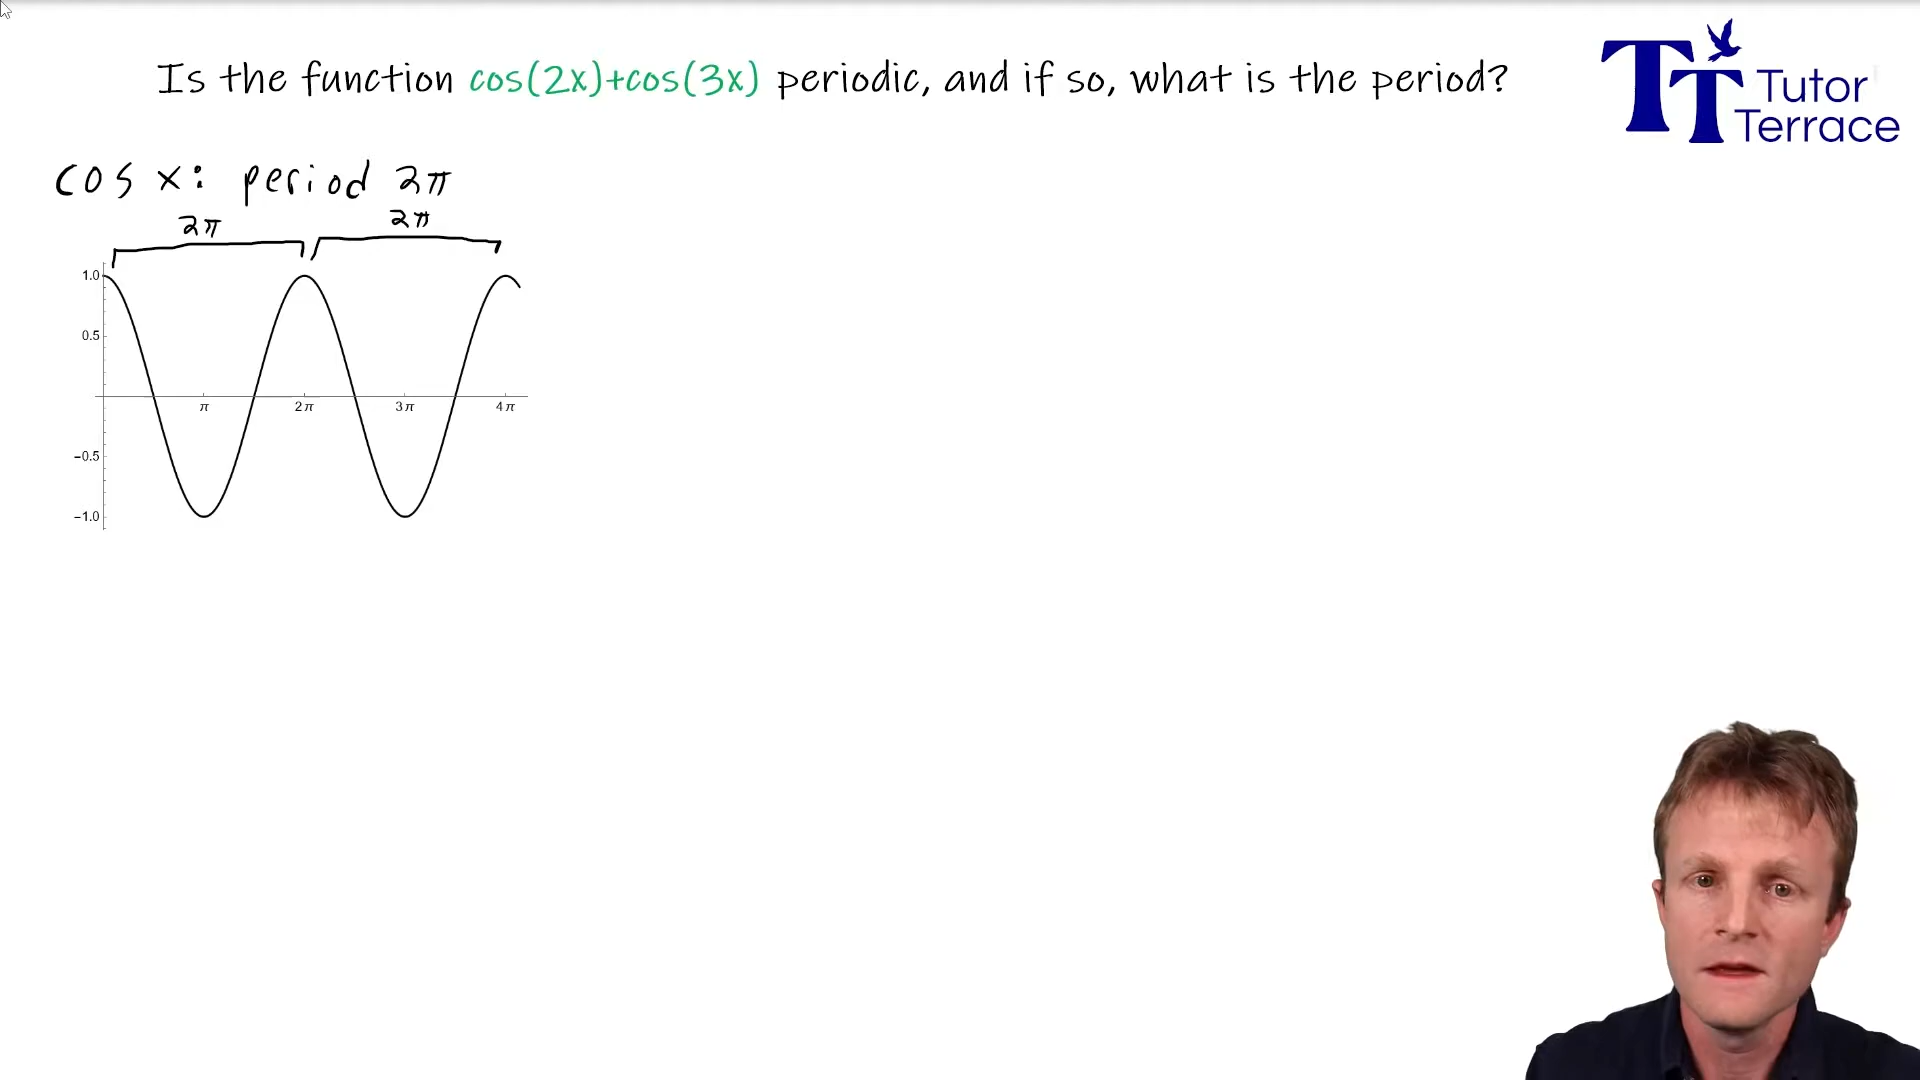 Is the function cos(2x)+cos(3x) periodic, and if so, what is the period?
TT Tutor
Terrace
cos x: period 2π
2π 2π
1.0
0.5
π 2π 3π 4π
-0.5
-1.0